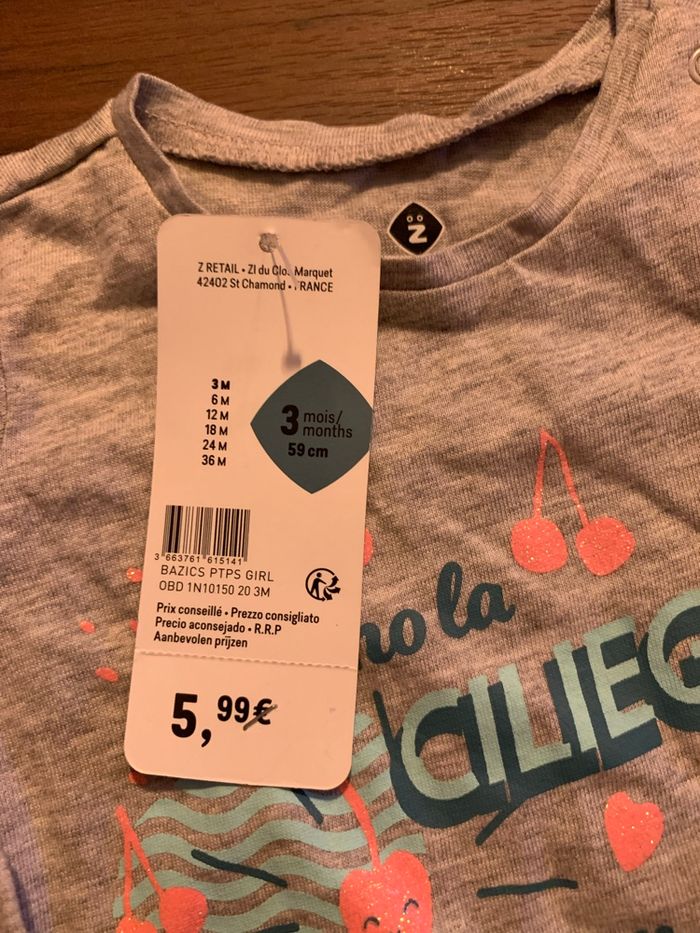 Z
Z RETAIL • ZI du Clos Marquet
42402 St Chamond • FRANCE
3 M
6 M
12 M
18 M
24 M
36 M
3 mois/
months
59 cm
3 663761 615141
BAZICS PTPS GIRL
OBD 1N10150 20 3M
Prix conseillé • Prezzo consigliato
Precio aconsejado • R.R.P
Aanbevolen prijzen
5,99€
no la
CILIEG